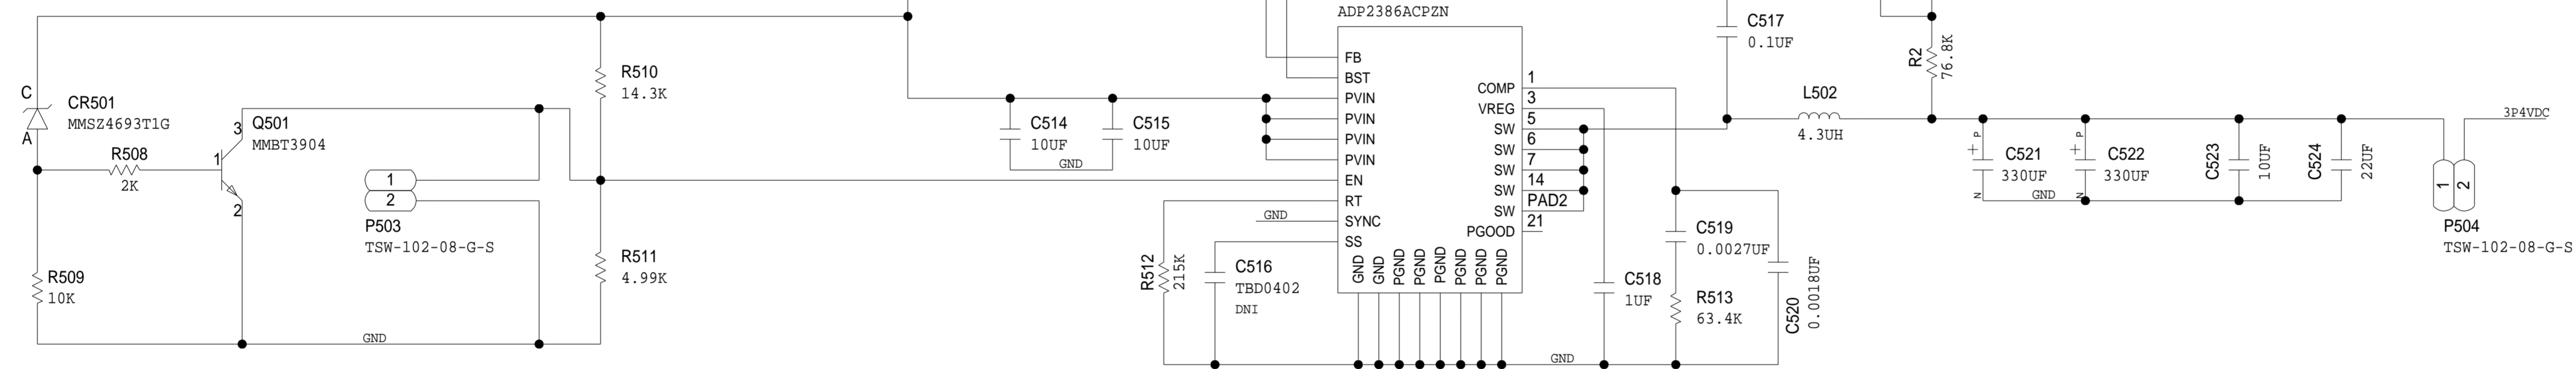 ADP2386ACPZN
C517
0.1UF
R2
76.8K
R510
14.3K
C
CR501
MMSZ4693T1G
A
3
Q501
MMBT3904
1
2
R508
2K
R509
10K
1
2
P503
TSW-102-08-G-S
GND
R511
4.99K
C514
10UF
C515
10UF
GND
FB
BST
PVIN
PVIN
PVIN
PVIN
EN
RT
SYNC
SS
GND
COMP
VREG
SW
SW
SW
SW
SW
PGOOD
1
3
5
6
7
14
PAD2
21
GND
GND
PGND
PGND
PGND
PGND
PGND
PGND
R512
215K
C516
TBD0402
DNI
C518
1UF
C519
0.0027UF
R513
63.4K
C520
0.0018UF
GND
L502
4.3UH
P
+
C521
330UF
N
P
+
C522
330UF
N
GND
C523
10UF
C524
22UF
3P4VDC
1
2
P504
TSW-102-08-G-S